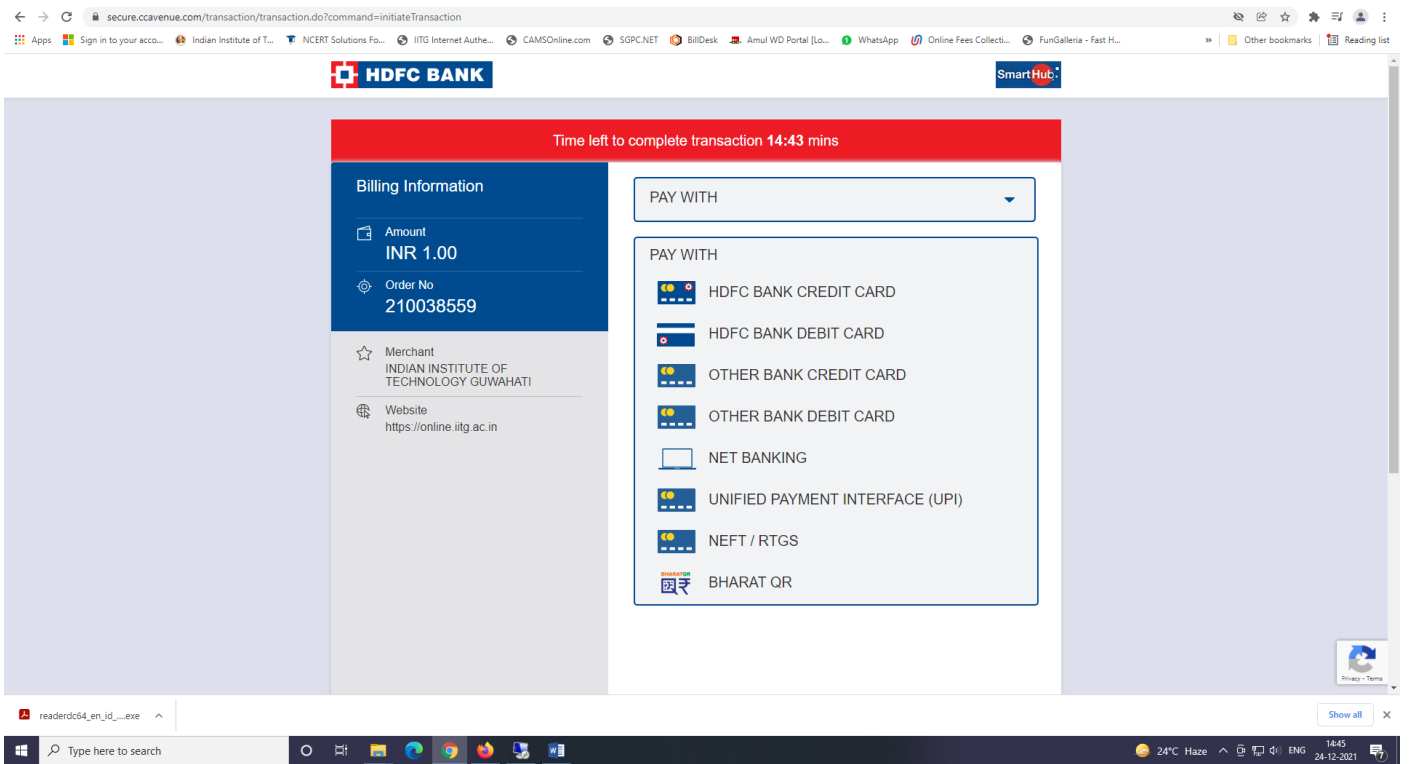 secure.ccavenue.com/transaction/transaction.do?command=initiateTransaction
Apps Sign in to your acco... Indian Institute of T... NCERT Solutions Fo... IITG Internet Authe... CAMSOnline.com SGPC.NET BillDesk Amul WD Portal [Lo... WhatsApp Online Fees Collecti... FunGalleria - Fast H... » Other bookmarks Reading list
HDFC BANK
SmartHub
Time left to complete transaction 14:43 mins
Billing Information
Amount
INR 1.00
Order No
210038559
Merchant
INDIAN INSTITUTE OF
TECHNOLOGY GUWAHATI
Website
https://online.iitg.ac.in
PAY WITH
PAY WITH
HDFC BANK CREDIT CARD
HDFC BANK DEBIT CARD
OTHER BANK CREDIT CARD
OTHER BANK DEBIT CARD
NET BANKING
UNIFIED PAYMENT INTERFACE (UPI)
NEFT / RTGS
BHARATQR
BHARAT QR
Privacy - Terms
readerdc64_en_id_....exe
Show all
Type here to search
24°C Haze ENG 14:45
24-12-2021
7